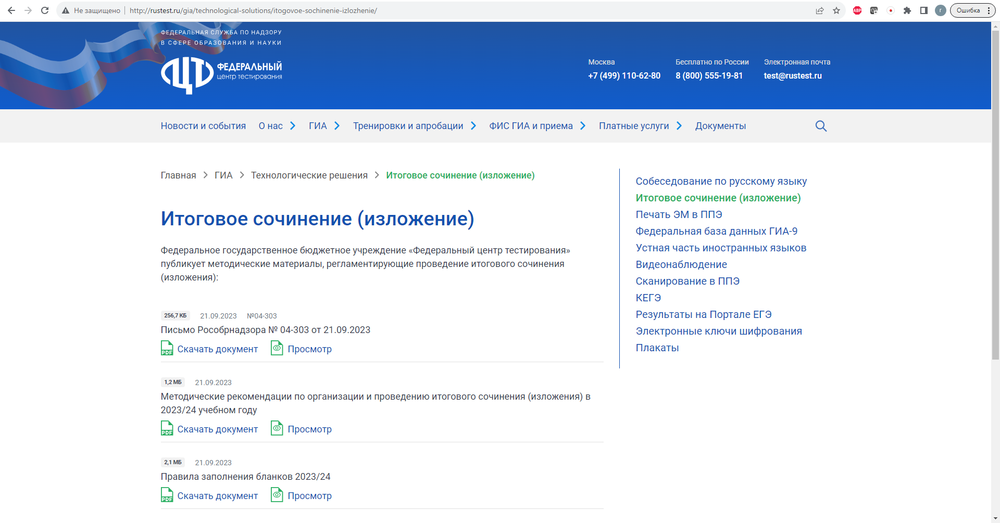 Не защищено
http://rustest.ru/gia/technological-solutions/itogovoe-sochinenie-izlozhenie/
ABP
r
Ошибка
ФЕДЕРАЛЬНАЯ СЛУЖБА ПО НАДЗОРУ
В СФЕРЕ ОБРАЗОВАНИЯ И НАУКИ
ЦТ
ФЕДЕРАЛЬНЫЙ
центр тестирования
Москва
+7 (499) 110-62-80
Бесплатно по России
8 (800) 555-19-81
Электронная почта
test@rustest.ru
Новости и события
О нас
ГИА
Тренировки и апробации
ФИС ГИА и приема
Платные услуги
Документы
Главная > ГИА > Технологические решения > Итоговое сочинение (изложение)
Итоговое сочинение (изложение)
Федеральное государственное бюджетное учреждение «Федеральный центр тестирования»
публикует методические материалы, регламентирующие проведение итогового сочинения
(изложения):
256,7 КБ 21.09.2023 №04-303
Письмо Рособрнадзора № 04-303 от 21.09.2023
PDF Скачать документ Просмотр
1,2 МБ 21.09.2023
Методические рекомендации по организации и проведению итогового сочинения (изложения) в
2023/24 учебном году
PDF Скачать документ Просмотр
2,1 МБ 21.09.2023
Правила заполнения бланков 2023/24
PDF Скачать документ Просмотр
Собеседование по русскому языку
Итоговое сочинение (изложение)
Печать ЭМ в ППЭ
Федеральная база данных ГИА-9
Устная часть иностранных языков
Видеонаблюдение
Сканирование в ППЭ
КЕГЭ
Результаты на Портале ЕГЭ
Электронные ключи шифрования
Плакаты